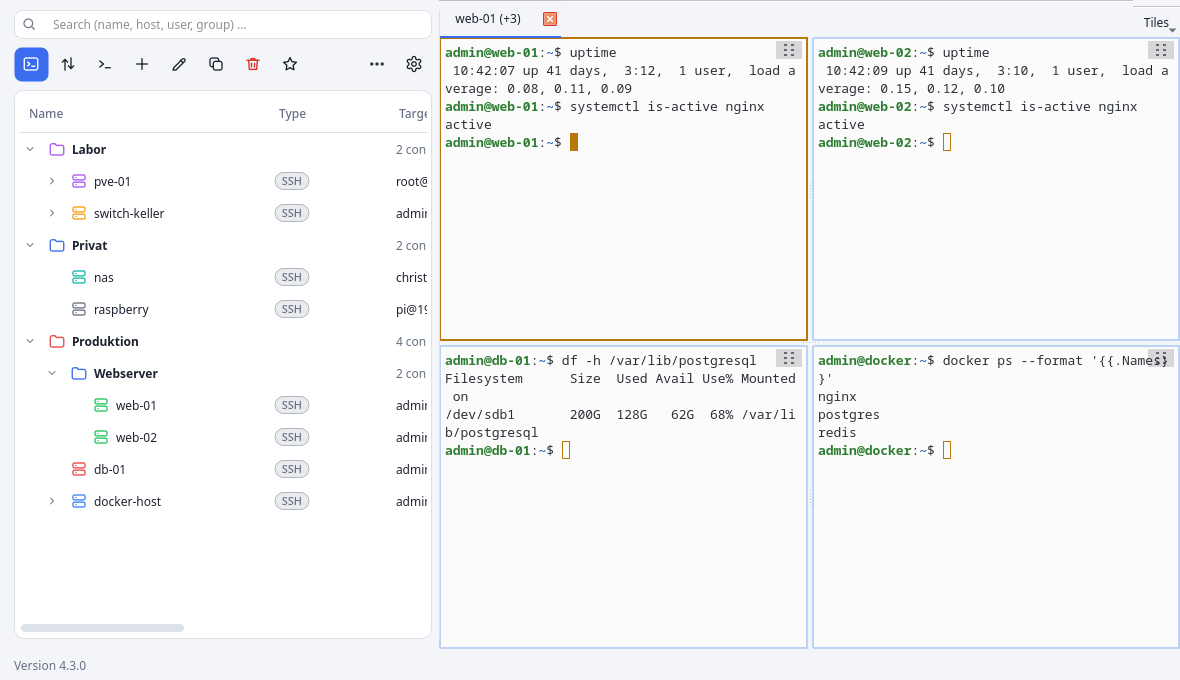 Search (name, host, user, group) ...
Name Type Targe
Labor 2 con
pve-01 SSH root@
switch-keller SSH admin
Privat 2 con
nas SSH christ
raspberry SSH pi@19
Produktion 4 con
Webserver 2 con
web-01 SSH admin
web-02 SSH admin
db-01 SSH admin
docker-host SSH admin
Version 4.3.0
web-01 (+3)
Tiles
admin@web-01:~$ uptime
10:42:07 up 41 days, 3:12, 1 user, load a
verage: 0.08, 0.11, 0.09
admin@web-01:~$ systemctl is-active nginx
active
admin@web-01:~$
admin@web-02:~$ uptime
10:42:09 up 41 days, 3:10, 1 user, load a
verage: 0.15, 0.12, 0.10
admin@web-02:~$ systemctl is-active nginx
active
admin@web-02:~$
admin@db-01:~$ df -h /var/lib/postgresql
Filesystem Size Used Avail Use% Mounted
on
/dev/sdb1 200G 128G 62G 68% /var/li
b/postgresql
admin@db-01:~$
admin@docker:~$ docker ps --format '{{.Names}
}'
nginx
postgres
redis
admin@docker:~$